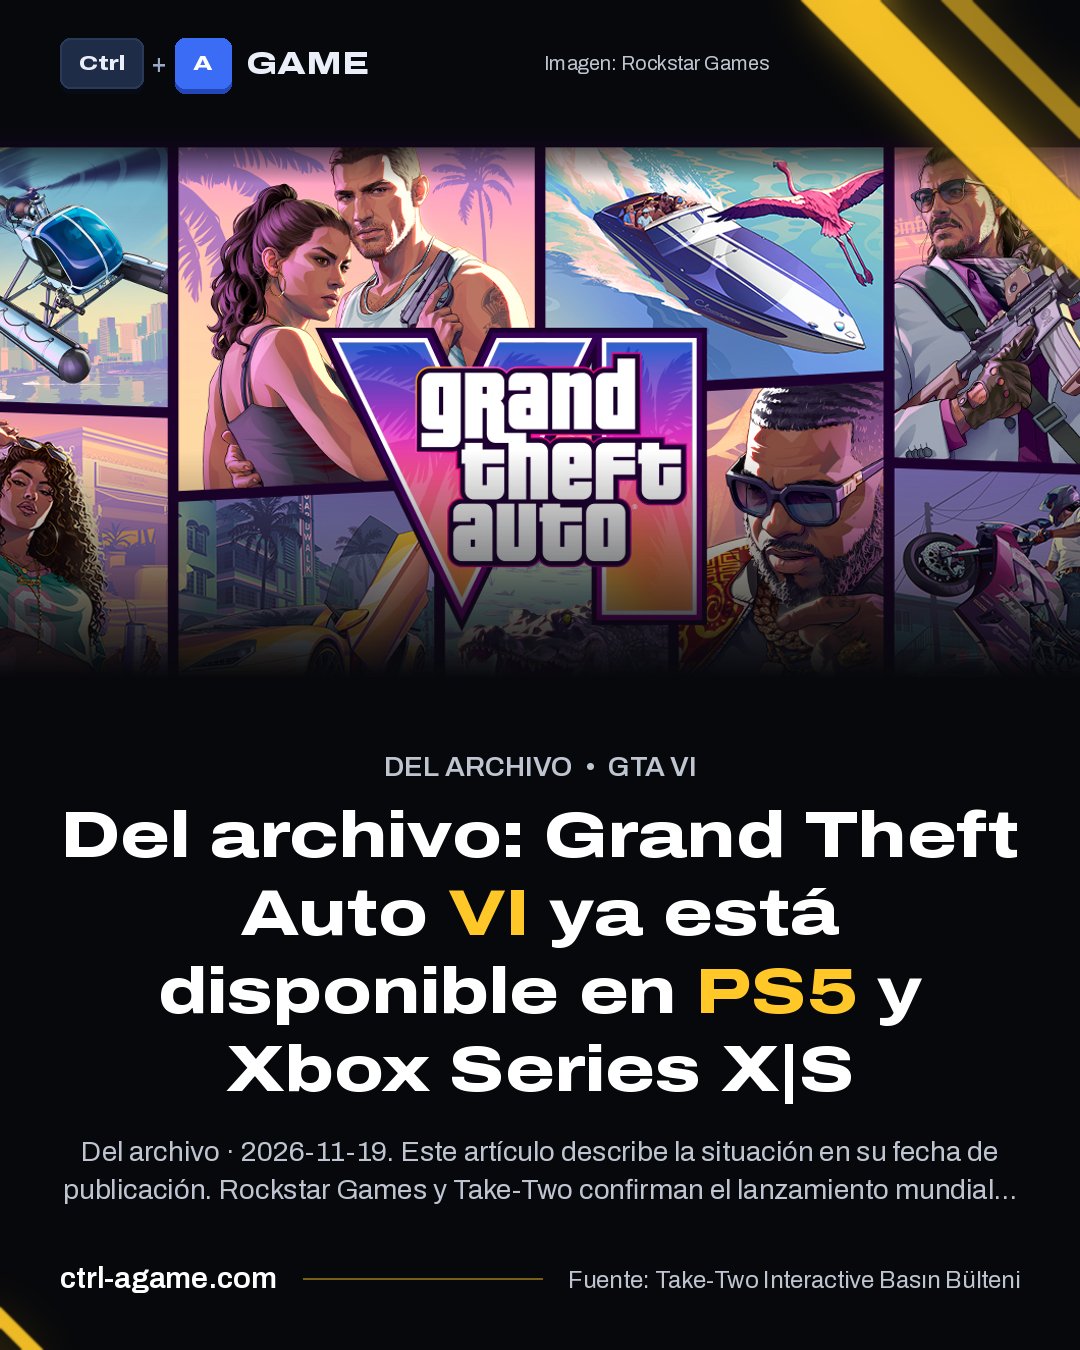 Ctrl + A GAME
Imagen: Rockstar Games
VI
grand
theft
auto
DEL ARCHIVO • GTA VI
Del archivo: Grand Theft
Auto VI ya está
disponible en PS5 y
Xbox Series X|S
Del archivo · 2026-11-19. Este artículo describe la situación en su fecha de
publicación. Rockstar Games y Take-Two confirman el lanzamiento mundial...
ctrl-agame.com
Fuente: Take-Two Interactive Basın Bülteni